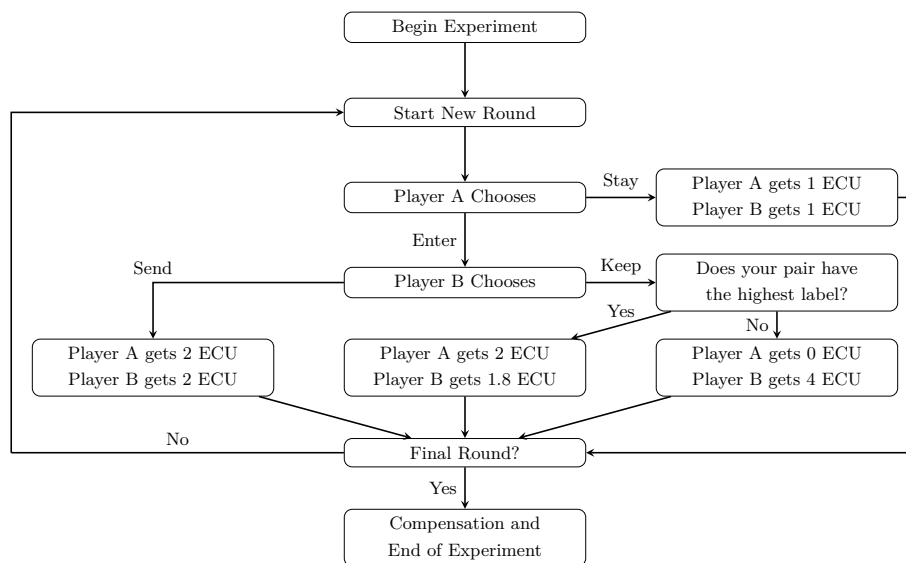 Begin Experiment
Start New Round
Player A Chooses
Stay
Player A gets 1 ECU
Player B gets 1 ECU
Enter
Send
Player B Chooses
Keep
Does your pair have
the highest label?
Yes
No
Player A gets 2 ECU
Player B gets 2 ECU
Player A gets 2 ECU
Player B gets 1.8 ECU
Player A gets 0 ECU
Player B gets 4 ECU
No
Final Round?
Yes
Compensation and
End of Experiment